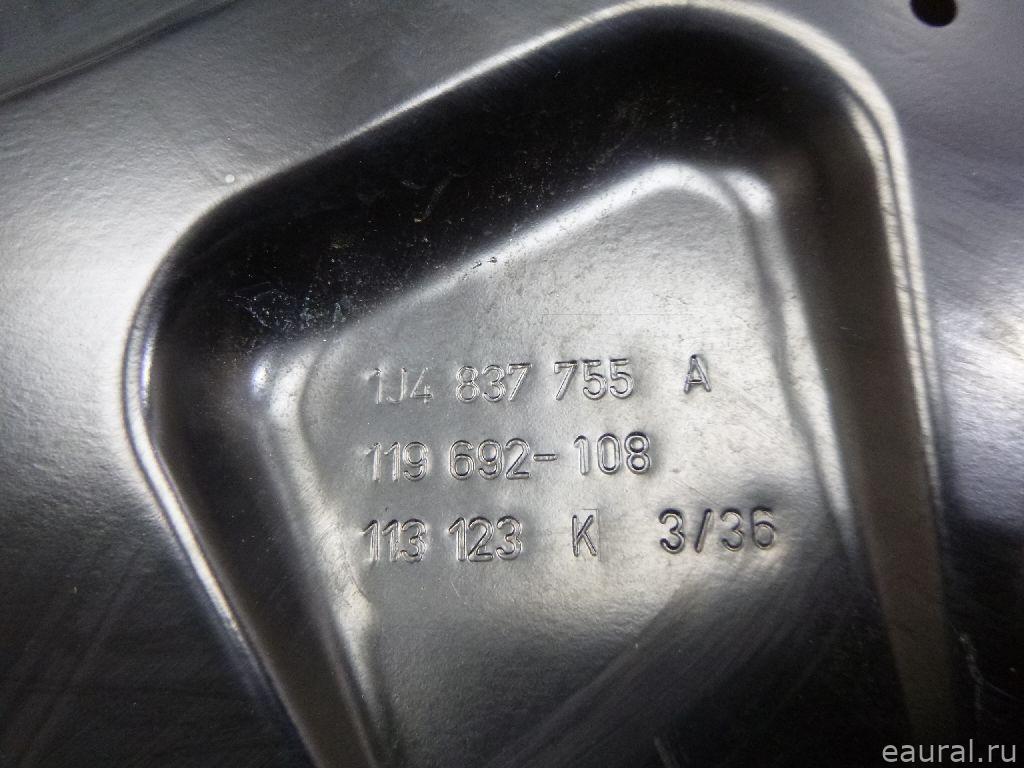 1J4 837 755 A
119 692-108
113 123 K 3/36
eaural.ru